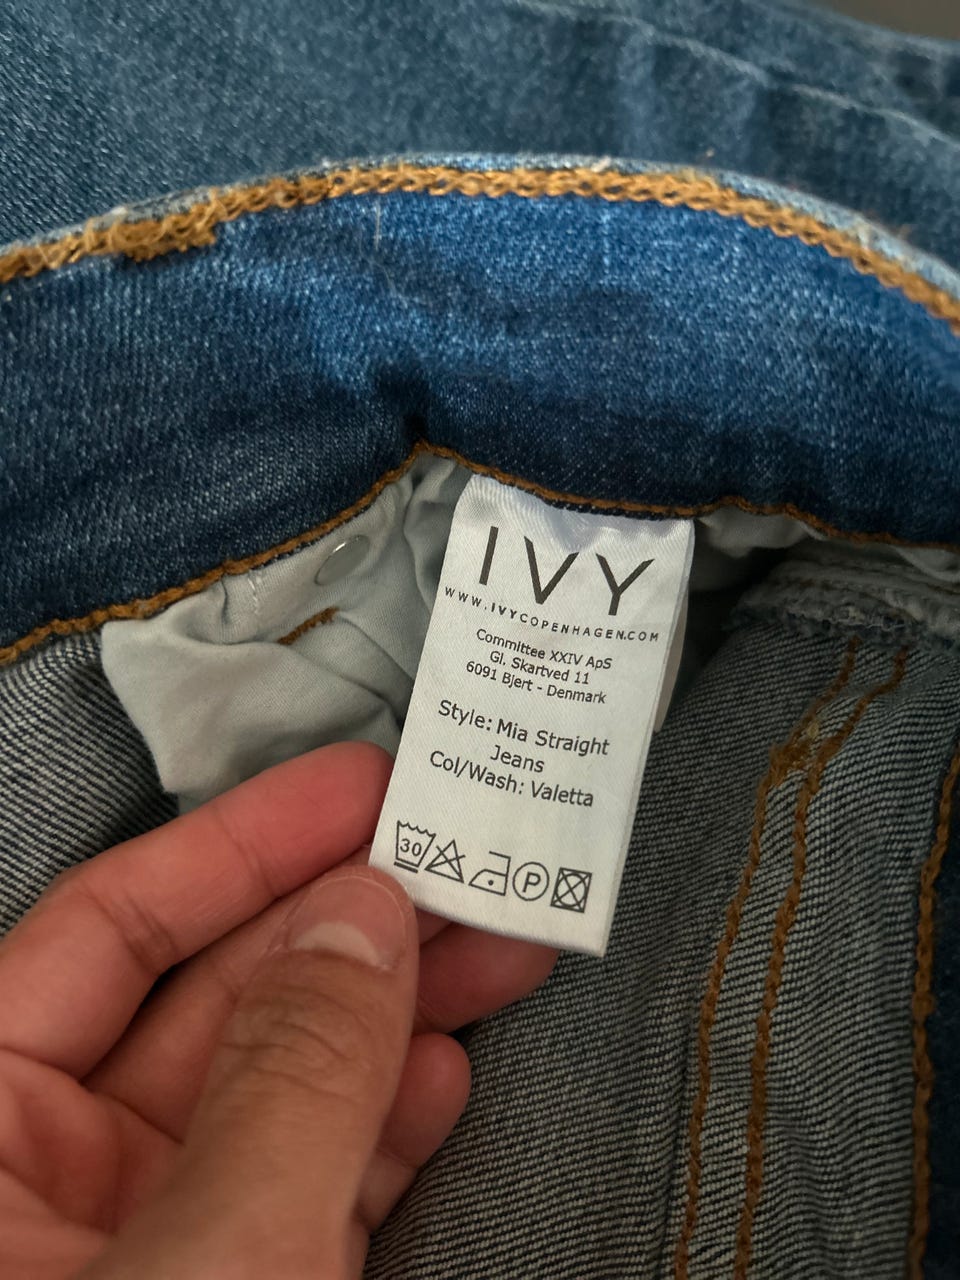 IVY
WWW.IVYCOPENHAGEN.COM
Committee XXIV ApS
Gl. Skartved 11
6091 Bjert - Denmark
Style: Mia Straight
Jeans
Col/Wash: Valetta
30 P